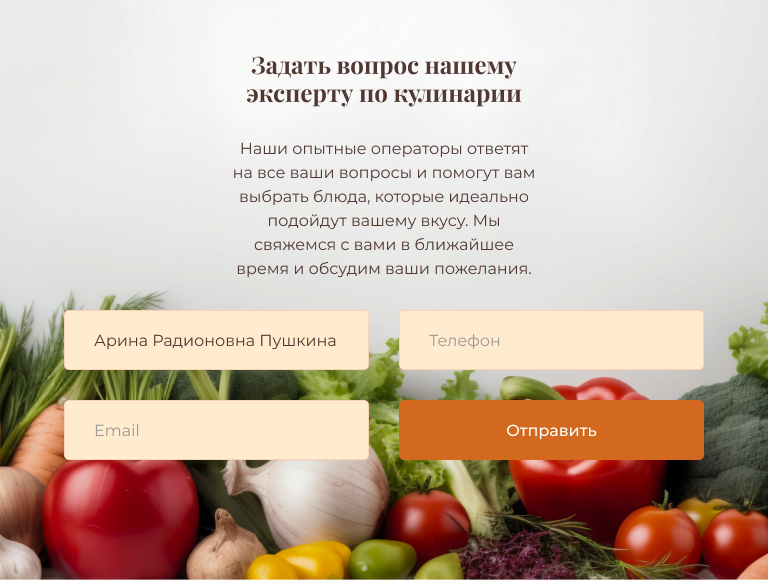 Задать вопрос нашему
эксперту по кулинарии
Наши опытные операторы ответят
на все ваши вопросы и помогут вам
выбрать блюда, которые идеально
подойдут вашему вкусу. Мы
свяжемся с вами в ближайшее
время и обсудим ваши пожелания.
Арина Радионовна Пушкина
Телефон
Email
Отправить